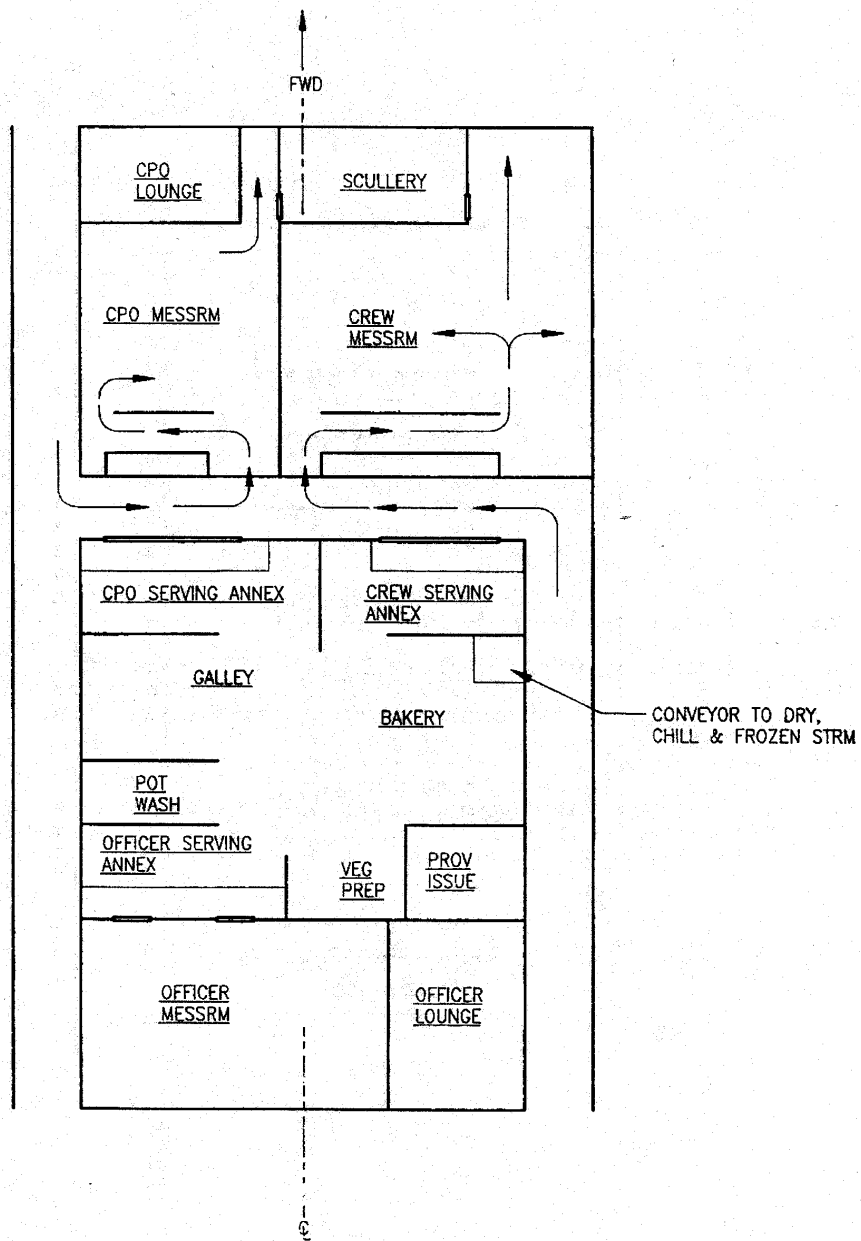 FWD
CPO
LOUNGE
SCULLERY
CPO MESSRM
CREW
MESSRM
CPO SERVING ANNEX
CREW SERVING
ANNEX
GALLEY
BAKERY
CONVEYOR TO DRY,
CHILL & FROZEN STRM
POT
WASH
OFFICER SERVING
ANNEX
VEG
PREP
PROV
ISSUE
OFFICER
MESSRM
OFFICER
LOUNGE
℄